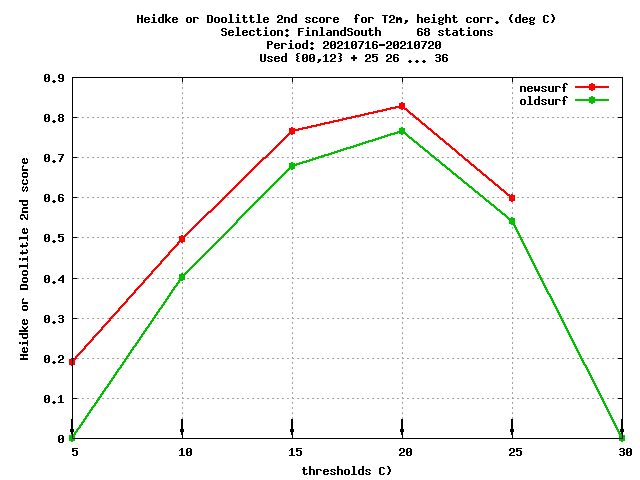 Heidke or Doolittle 2nd score  for T2m, height corr. (deg C)
Selection: FinlandSouth     68 stations
Period: 20210716-20210720
Used {00,12} + 25 26 ... 36
newsurf
oldsurf
Heidke or Doolittle 2nd score
0.9
0.8
0.7
0.6
0.5
0.4
0.3
0.2
0.1
0
5 10 15 20 25 30
thresholds C)